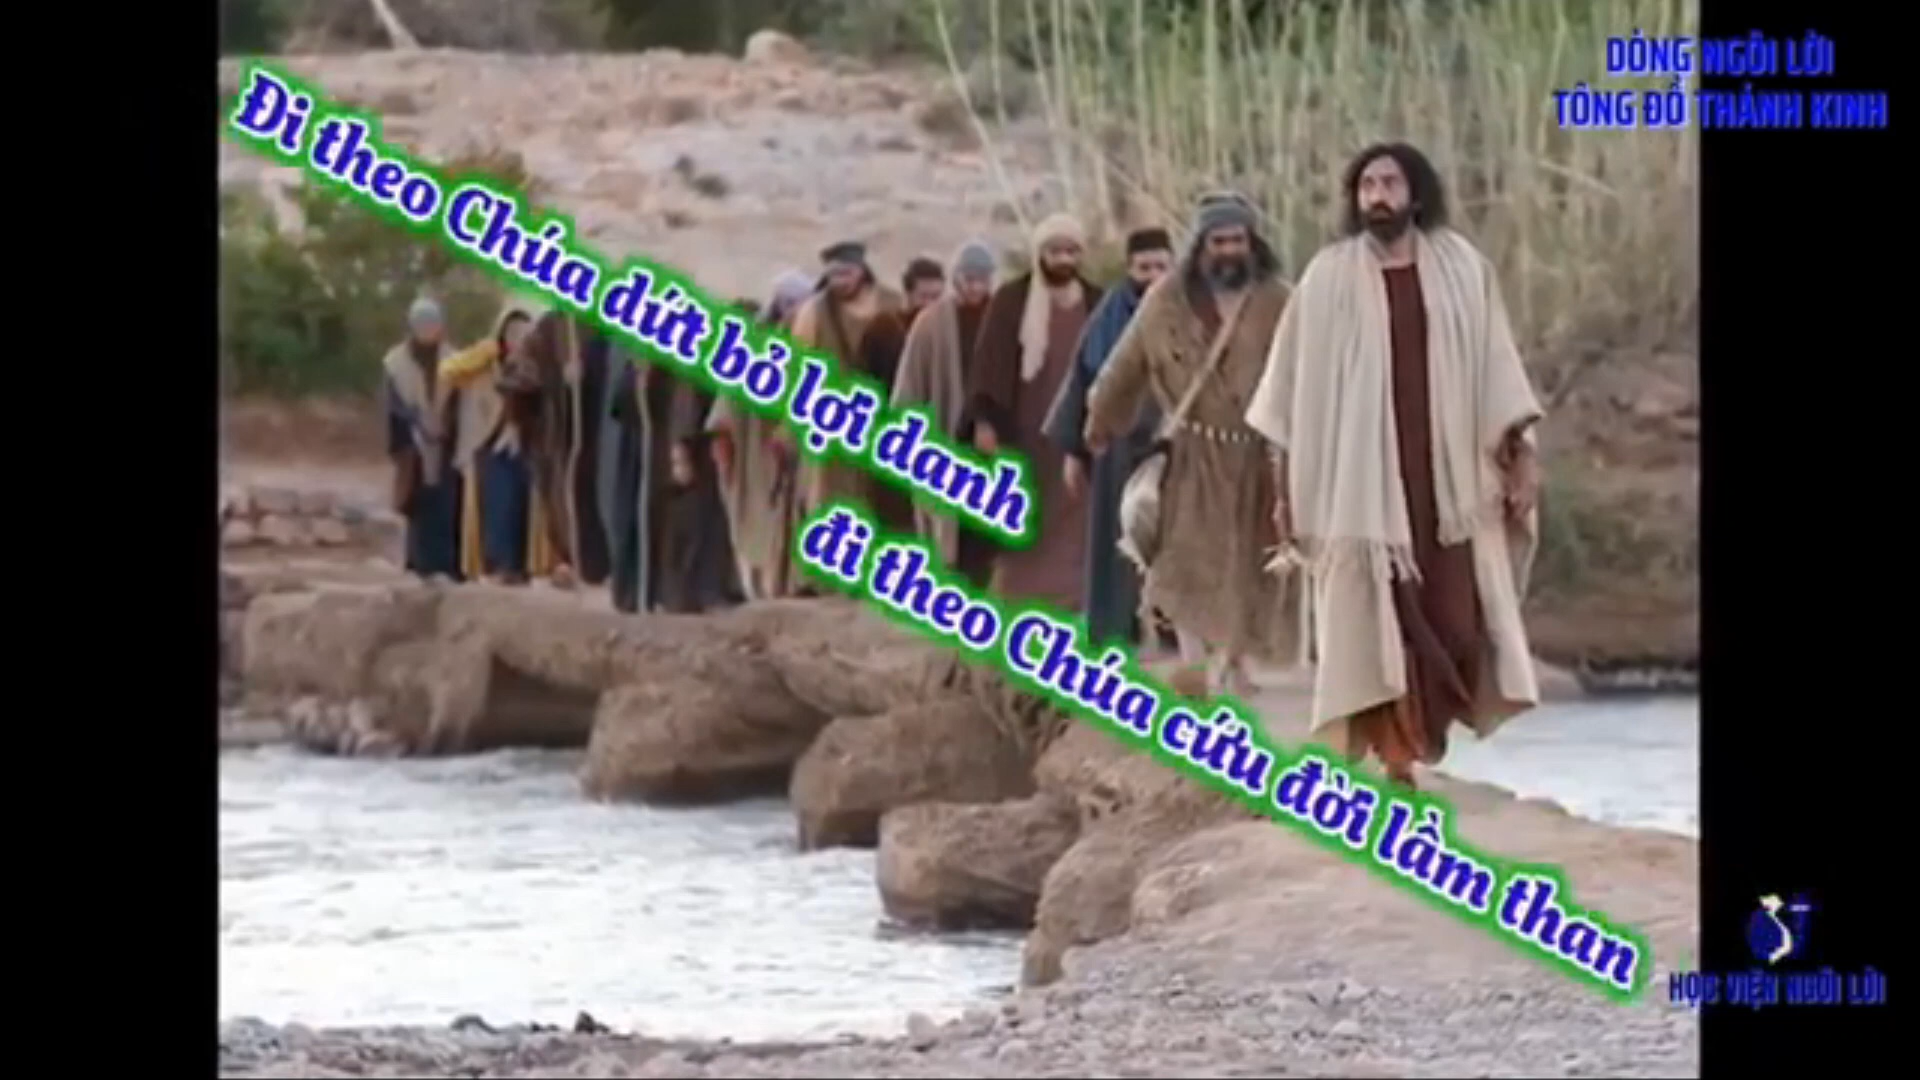 DÒNG NGÔI LỜI
TÔNG ĐỒ THÁNH KINH
Đi theo Chúa dứt bỏ lợi danh
đi theo Chúa cứu đời lầm than
HỌC VIỆN NGÔI LỜI